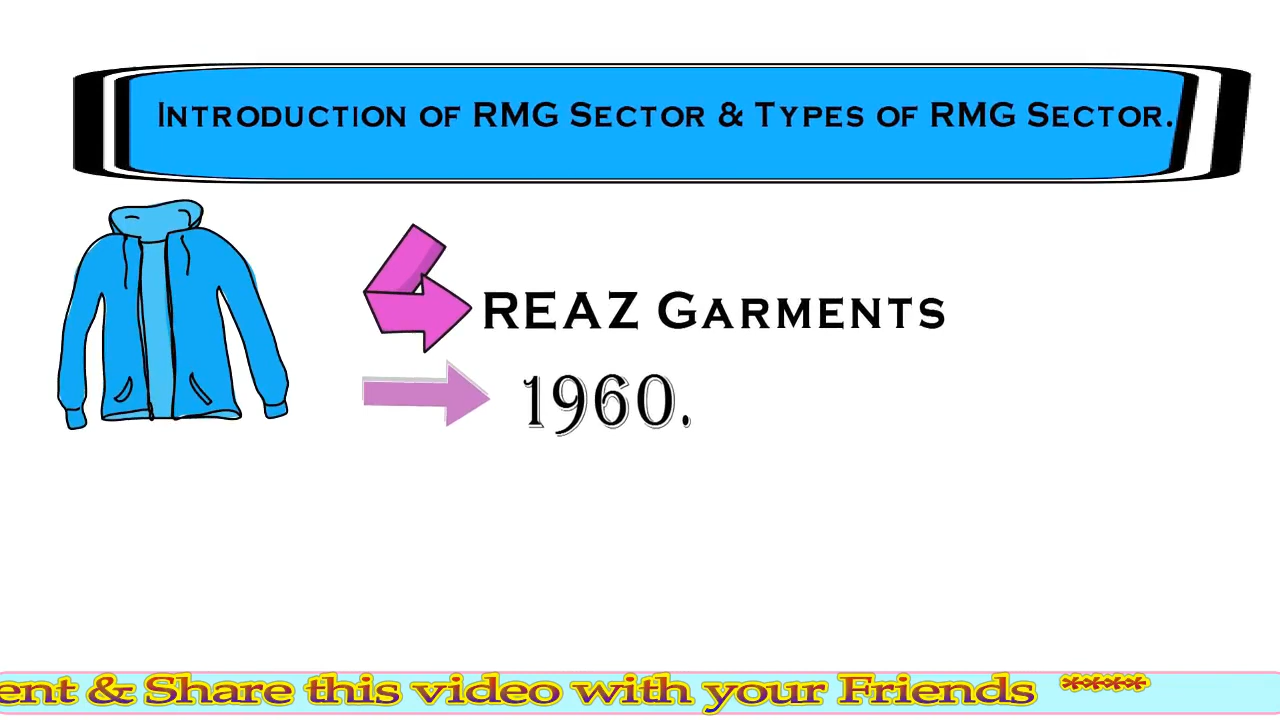 Introduction of RMG Sector & Types of RMG Sector.
REAZ Garments
1960.
ent & Share this video with your Friends ****